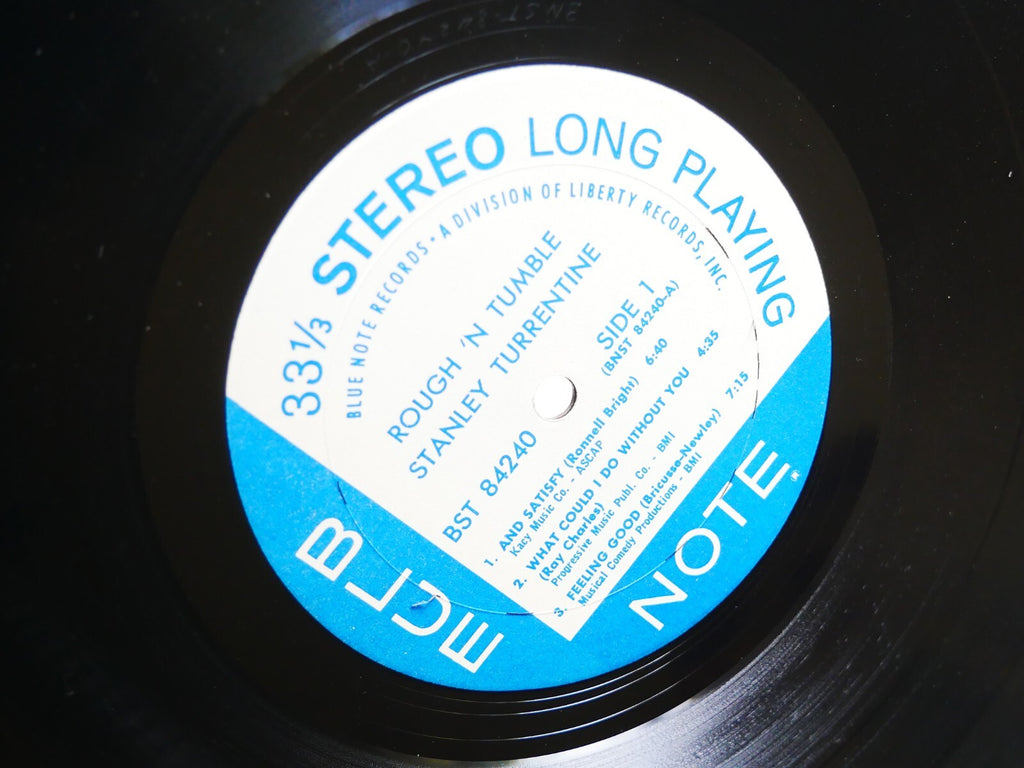 33⅓ STEREO LONG PLAYING
BLUE NOTE RECORDS • A DIVISION OF LIBERTY RECORDS, INC.
ROUGH 'N TUMBLE
STANLEY TURRENTINE
BST 84240
SIDE 1
(BNST 84240-A)
1. AND SATISFY (Ronnell Bright) 6:40
Kacy Music Co. - ASCAP
2. WHAT COULD I DO WITHOUT YOU 4:35
(Ray Charles)
Progressive Music Publ. Co. - BMI
3. FEELING GOOD (Bricusse-Newley) 7:15
Musical Comedy Productions - BMI
BLUE
NOTE